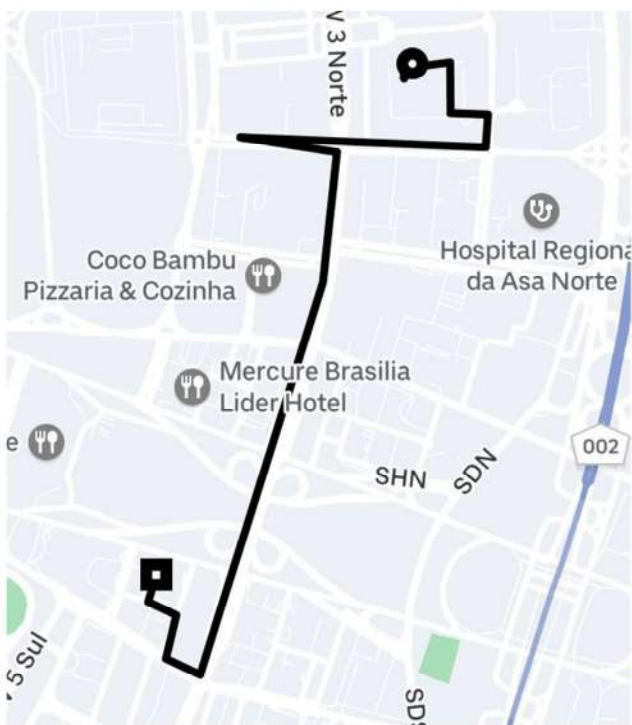 V 3 Norte
Coco Bambu
Pizzaria & Cozinha
Hospital Regiona
da Asa Norte
Mercure Brasilia
Lider Hotel
e
002
SHN
SDN
5 Sul
SDS